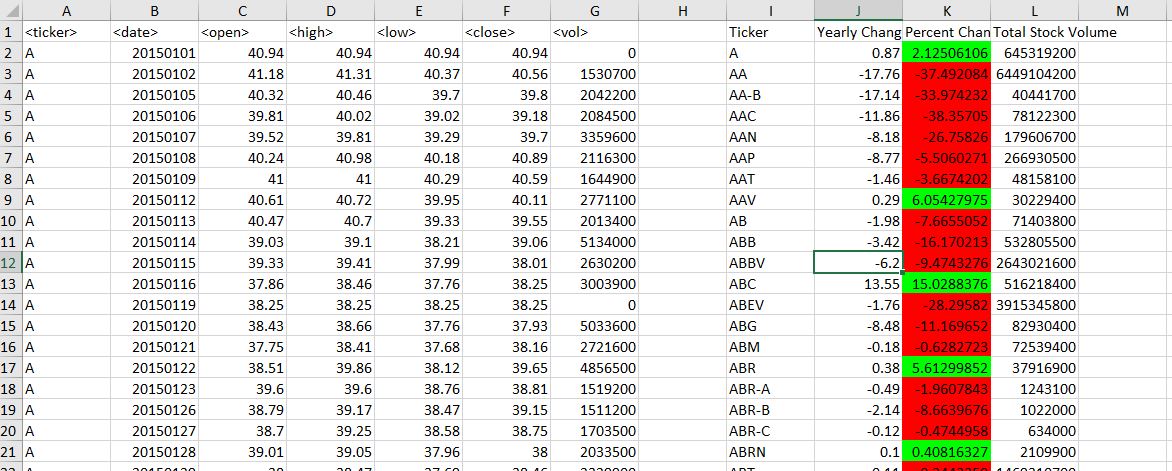 A B C D E F G H I J K L M
1 <ticker> <date> <open> <high> <low> <close> <vol> Ticker Yearly Chang Percent Chan Total Stock Volume
2 A 20150101 40.94 40.94 40.94 40.94 0 A 0.87 2.12506106 645319200
3 A 20150102 41.18 41.31 40.37 40.56 1530700 AA -17.76 -37.492084 6449104200
4 A 20150105 40.32 40.46 39.7 39.8 2042200 AA-B -17.14 -33.974232 40441700
5 A 20150106 39.81 40.02 39.02 39.18 2084500 AAC -11.86 -38.35705 78122300
6 A 20150107 39.52 39.81 39.29 39.7 3359600 AAN -8.18 -26.75826 179606700
7 A 20150108 40.24 40.98 40.18 40.89 2116300 AAP -8.77 -5.5060271 266930500
8 A 20150109 41 41 40.29 40.59 1644900 AAT -1.46 -3.6674202 48158100
9 A 20150112 40.61 40.72 39.95 40.11 2771100 AAV 0.29 6.05427975 30229400
10 A 20150113 40.47 40.7 39.33 39.55 2013400 AB -1.98 -7.6655052 71403800
11 A 20150114 39.03 39.1 38.21 39.06 5134000 ABB -3.42 -16.170213 532805500
12 A 20150115 39.33 39.41 37.99 38.01 2630200 ABBV -6.2 -9.4743276 2643021600
13 A 20150116 37.86 38.46 37.76 38.25 3003900 ABC 13.55 15.0288376 516218400
14 A 20150119 38.25 38.25 38.25 38.25 0 ABEV -1.76 -28.29582 3915345800
15 A 20150120 38.43 38.66 37.76 37.93 5033600 ABG -8.48 -11.169652 82930400
16 A 20150121 37.75 38.41 37.68 38.16 2721600 ABM -0.18 -0.6282723 72539400
17 A 20150122 38.51 39.86 38.12 39.65 4856500 ABR 0.38 5.61299852 37916900
18 A 20150123 39.6 39.6 38.76 38.81 1519200 ABR-A -0.49 -1.9607843 1243100
19 A 20150126 38.79 39.17 38.47 39.15 1511200 ABR-B -2.14 -8.6639676 1022000
20 A 20150127 38.7 39.25 38.58 38.75 1703500 ABR-C -0.12 -0.4744958 634000
21 A 20150128 39.01 39.05 37.96 38 2033500 ABRN 0.1 0.40816327 2109900